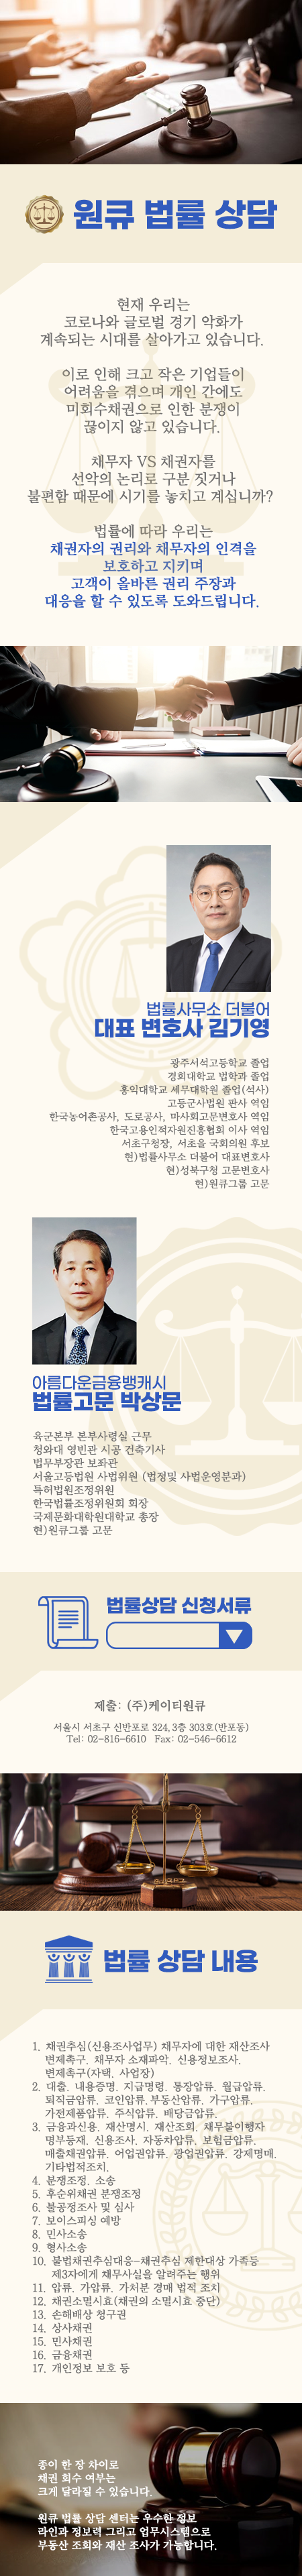 원큐 법률 상담
현재 우리는
코로나와 글로벌 경기 악화가
계속되는 시대를 살아가고 있습니다.
이로 인해 크고 작은 기업들이
어려움을 겪으며 개인 간에도
미회수채권으로 인한 분쟁이
끊이지 않고 있습니다.
채무자 VS 채권자를
선악의 논리로 구분 짓거나
불편함 때문에 시기를 놓치고 계십니까?
법률에 따라 우리는
채권자의 권리와 채무자의 인격을
보호하고 지키며
고객이 올바른 권리 주장과
대응을 할 수 있도록 도와드립니다.
법률사무소 더불어
대표 변호사 김기영
광주서석고등학교 졸업
경희대학교 법학과 졸업
홍익대학교 세무대학원 졸업(석사)
고등군사법원 판사 역임
한국농어촌공사, 도로공사, 마사회고문변호사 역임
한국고용인적자원진흥협회 이사 역임
서초구청장, 서초을 국회의원 후보
현)법률사무소 더불어 대표변호사
현)성북구청 고문변호사
현)원큐그룹 고문
아름다운금융뱅캐시
법률고문 박상문
육군본부 본부사령실 근무
청와대 영빈관 시공 건축기사
법무부장관 보좌관
서울고등법원 사법위원 (법정및 사법운영분과)
특허법원조정위원
한국법률조정위원회 회장
국제문화대학원대학교 총장
현)원큐그룹 고문
법률상담 신청서류
제출: (주)케이티원큐
서울시 서초구 신반포로 324, 3층 303호(반포동)
Tel: 02-816-6610 Fax: 02-546-6612
법률 상담 내용
1. 채권추심(신용조사업무) 채무자에 대한 재산조사
변제촉구, 채무자 소재파악, 신용정보조사,
변제촉구(자택, 사업장)
2. 대출, 내용증명, 지급명령, 통장압류, 월급압류,
퇴직금압류, 코인압류,부동산압류, 가구압류,
가전제품압류, 주식압류, 배당금압류,
3. 금융과신용, 재산명시, 재산조회, 채무불이행자
명부등재, 신용조사, 자동차압류, 보험금압류,
매출채권압류, 어업권압류, 광업권압류, 강제명매,
기타법적조치,
4. 분쟁조정, 소송
5. 후순위채권 분쟁조정
6. 불공정조사 및 심사
7. 보이스피싱 예방
8. 민사소송
9. 형사소송
10. 불법채권추심대응-채권추심 제한대상 가족등
제3자에게 채무사실을 알려주는 행위
11. 압류, 가압류, 가처분 경매 법적 조치
12. 채권소멸시효(채권의 소멸시효 중단)
13. 손해배상 청구권
14. 상사채권
15. 민사채권
16. 금융채권
17. 개인정보 보호 등
종이 한 장 차이로
채권 회수 여부는
크게 달라질 수 있습니다.
원큐 법률 상담 센터는 우수한 정보
라인과 정보력 그리고 업무시스템으로
부동산 조회와 재산 조사가 가능합니다.